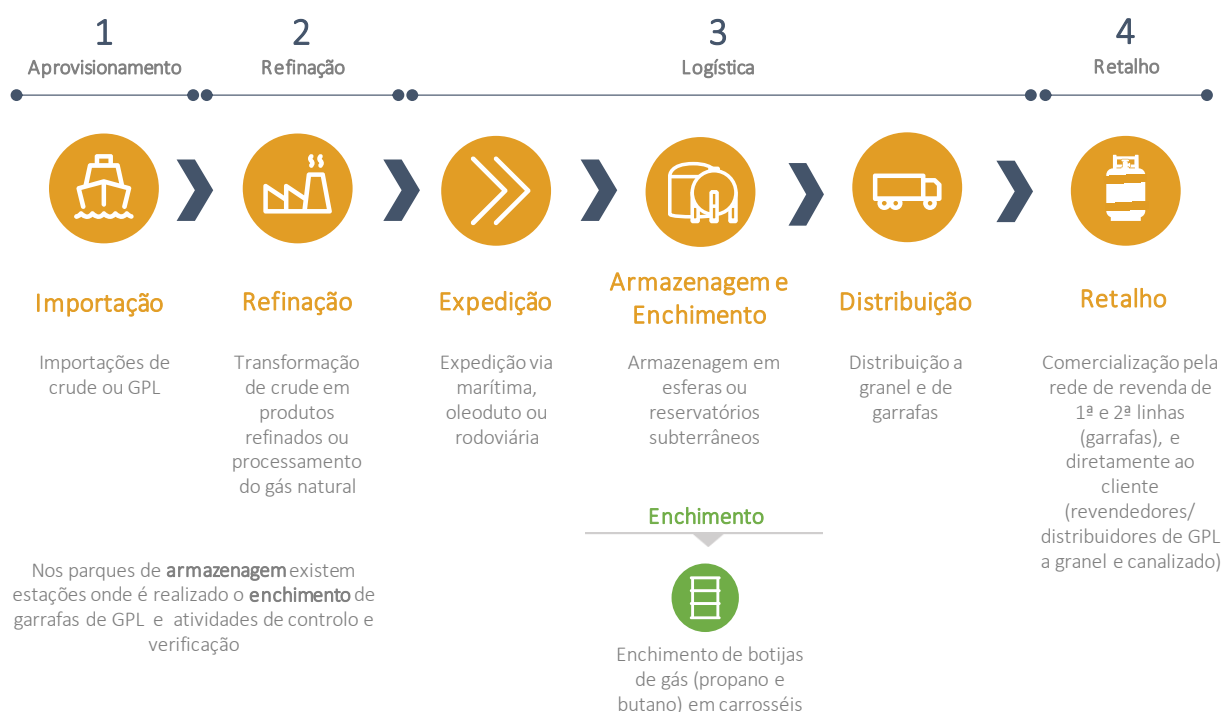 1
Aprovisionamento
2
Refinação
3
Logística
4
Retalho
Importação
Importações de
crude ou GPL
Refinação
Transformação
de crude em
produtos
refinados ou
processamento
do gás natural
Expedição
Expedição via
marítima,
oleoduto ou
rodoviária
Armazenagem e
Enchimento
Armazenagem em
esferas ou
reservatórios
subterrâneos
Distribuição
Distribuição a
granel e de
garrafas
Retalho
Comercialização pela
rede de revenda de
1ª e 2ª linhas
(garrafas), e
diretamente ao
cliente
(revendedores/
distribuidores de GPL
a granel e canalizado)
Enchimento
Enchimento de botijas
de gás (propano e
butano) em carrosséis
Nos parques de armazenagem existem
estações onde é realizado o enchimento de
garrafas de GPL e atividades de controlo e
verificação